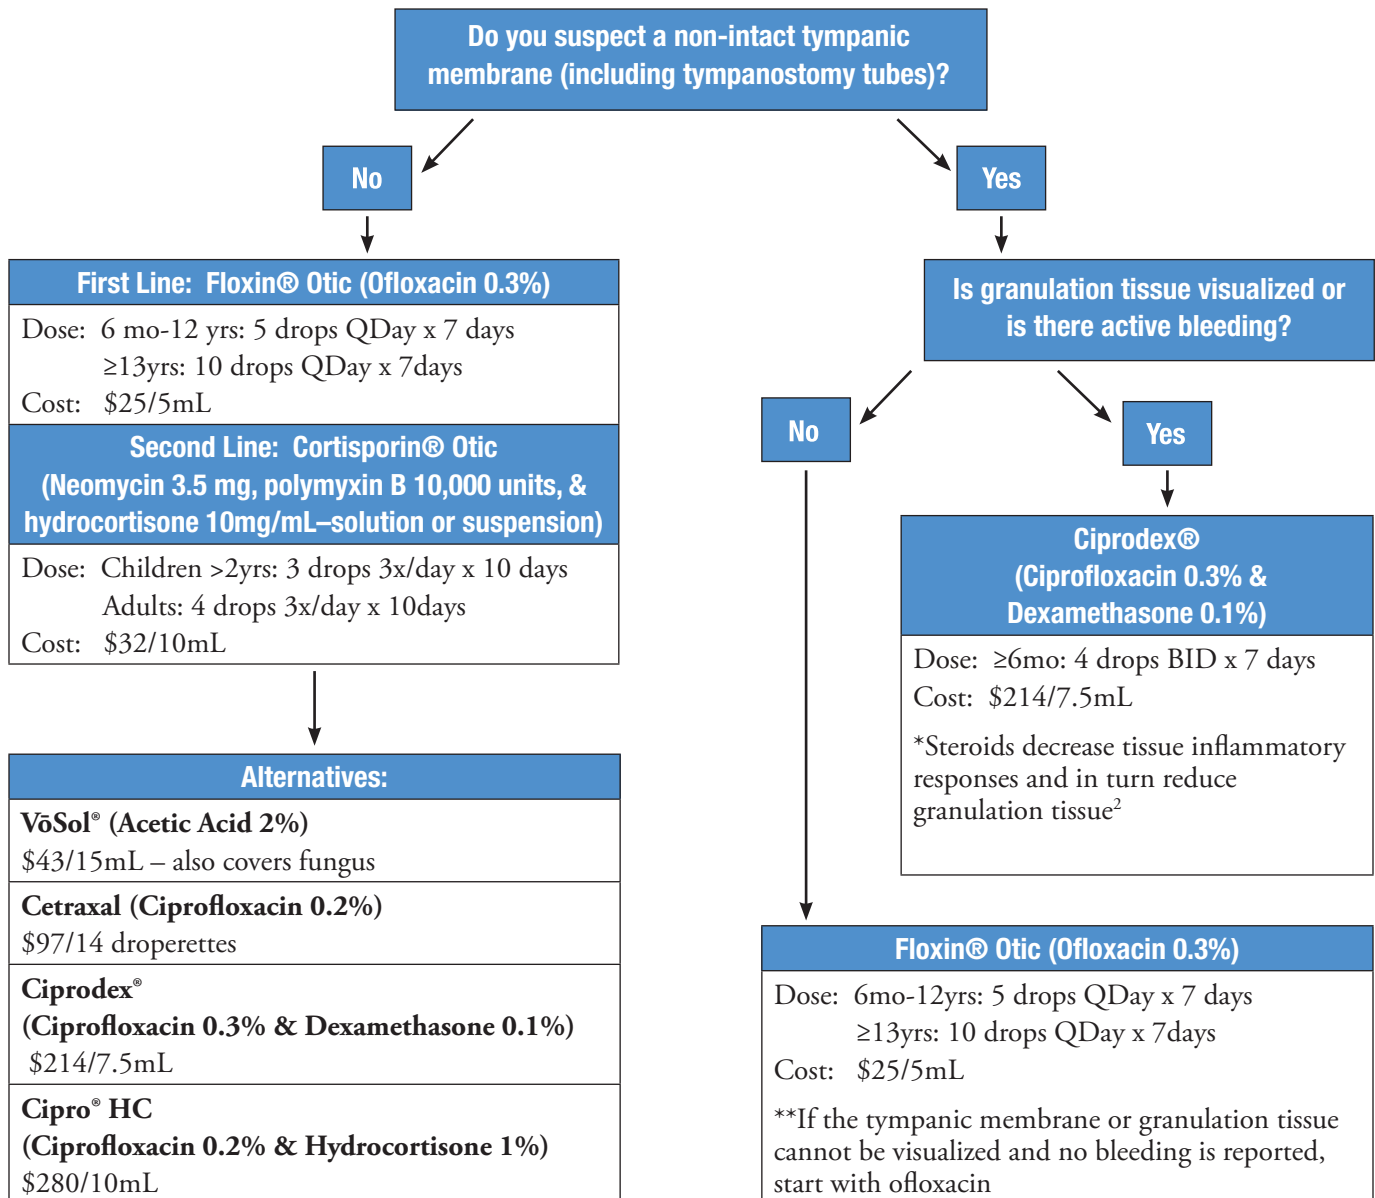 Do you suspect a non-intact tympanic
membrane (including tympanostomy tubes)?
No
Yes
First Line:  Floxin® Otic (Ofloxacin 0.3%)
Dose:  6 mo-12 yrs: 5 drops QDay x 7 days
≥13yrs: 10 drops QDay x 7days
Cost:   $25/5mL
Second Line:  Cortisporin® Otic
(Neomycin 3.5 mg, polymyxin B 10,000 units, &
hydrocortisone 10mg/mL–solution or suspension)
Dose:  Children >2yrs: 3 drops 3x/day x 10 days
Adults: 4 drops 3x/day x 10days
Cost:   $32/10mL
Alternatives:
VōSol® (Acetic Acid 2%)
$43/15mL – also covers fungus
Cetraxal (Ciprofloxacin 0.2%)
$97/14 droperettes
Ciprodex®
(Ciprofloxacin 0.3% & Dexamethasone 0.1%)
$214/7.5mL
Cipro® HC
(Ciprofloxacin 0.2% & Hydrocortisone 1%)
$280/10mL
Is granulation tissue visualized or
is there active bleeding?
No
Yes
Ciprodex®
(Ciprofloxacin 0.3% &
Dexamethasone 0.1%)
Dose:  ≥6mo: 4 drops BID x 7 days
Cost:  $214/7.5mL
*Steroids decrease tissue inflammatory
responses and in turn reduce
granulation tissue²
Floxin® Otic (Ofloxacin 0.3%)
Dose:  6mo-12yrs: 5 drops QDay x 7 days
≥13yrs: 10 drops QDay x 7days
Cost:   $25/5mL
**If the tympanic membrane or granulation tissue
cannot be visualized and no bleeding is reported,
start with ofloxacin